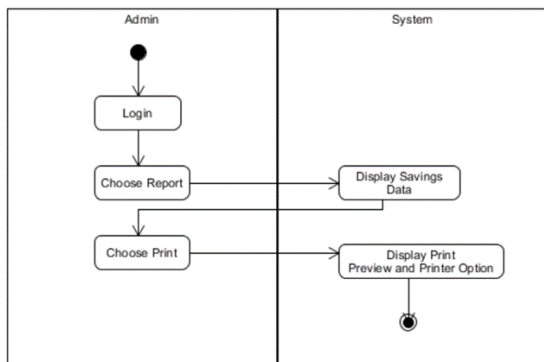 Admin
System
Login
Choose Report
Display Savings
Data
Choose Print
Display Print
Preview and Printer Option